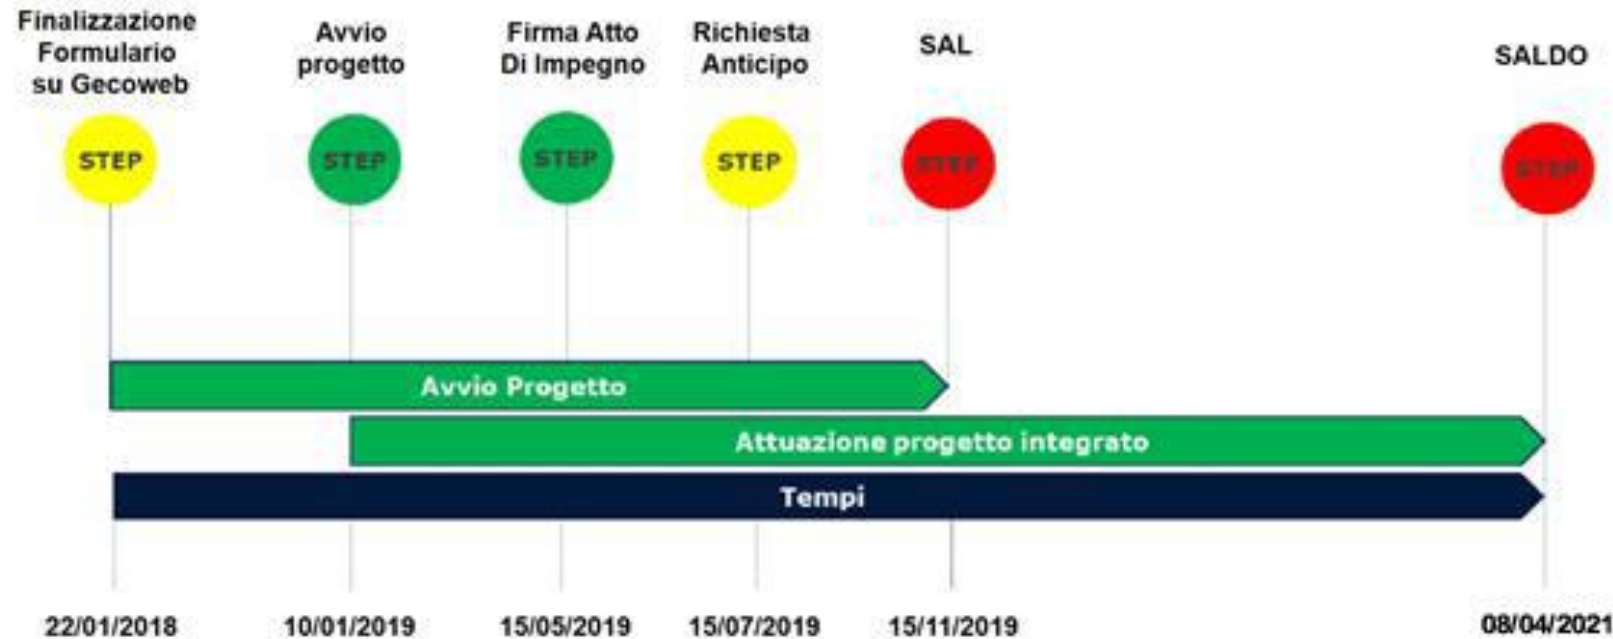 Finalizzazione
Formulario
su Gecoweb
Avvio
progetto
Firma Atto
Di Impegno
Richiesta
Anticipo
SAL
SALDO
STEP
STEP
STEP
STEP
STEP
STEP
Avvio Progetto
Attuazione progetto integrato
Tempi
22/01/2018
10/01/2019
15/05/2019
15/07/2019
15/11/2019
08/04/2021